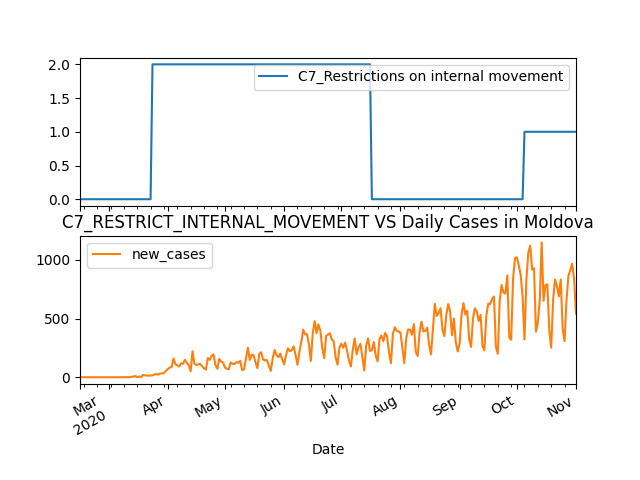 2.0
1.5
1.0
0.5
0.0
C7_Restrictions on internal movement
C7_RESTRICT_INTERNAL_MOVEMENT VS Daily Cases in Moldova
1000
500
0
new_cases
Mar
2020
Apr
May
Jun
Jul
Aug
Sep
Oct
Nov
Date